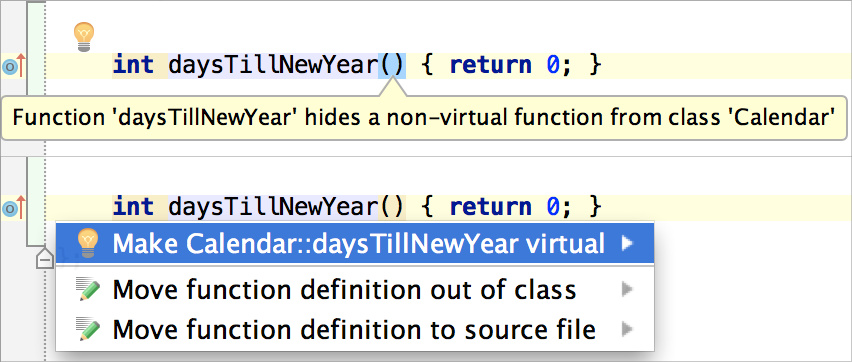 int daysTillNewYear() { return 0; }
Function 'daysTillNewYear' hides a non-virtual function from class 'Calendar'
int daysTillNewYear() { return 0; }
Make Calendar::daysTillNewYear virtual
Move function definition out of class
Move function definition to source file